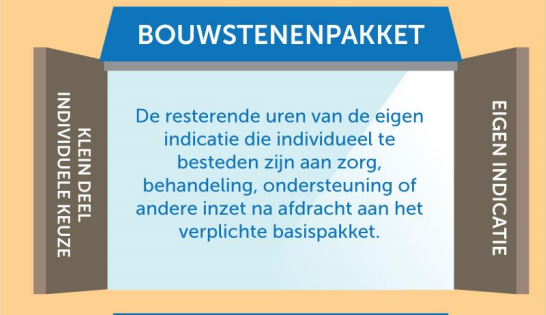 BOUWSTENENPAKKET
KLEIN DEEL
INDIVIDUELE KEUZE
De resterende uren van de eigen
indicatie die individueel te
besteden zijn aan zorg,
behandeling, ondersteuning of
andere inzet na afdracht aan het
verplichte basispakket.
EIGEN INDICATIE